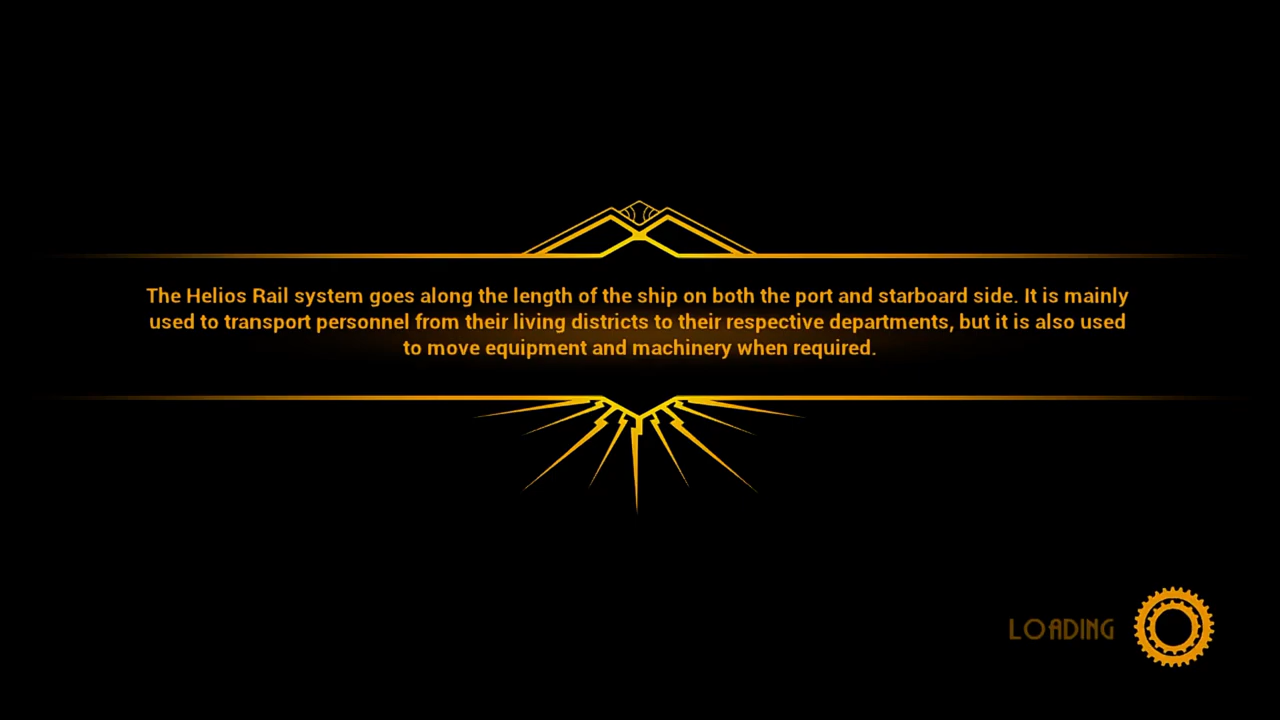 The Helios Rail system goes along the length of the ship on both the port and starboard side. It is mainly
used to transport personnel from their living districts to their respective departments, but it is also used
to move equipment and machinery when required.
LOADING